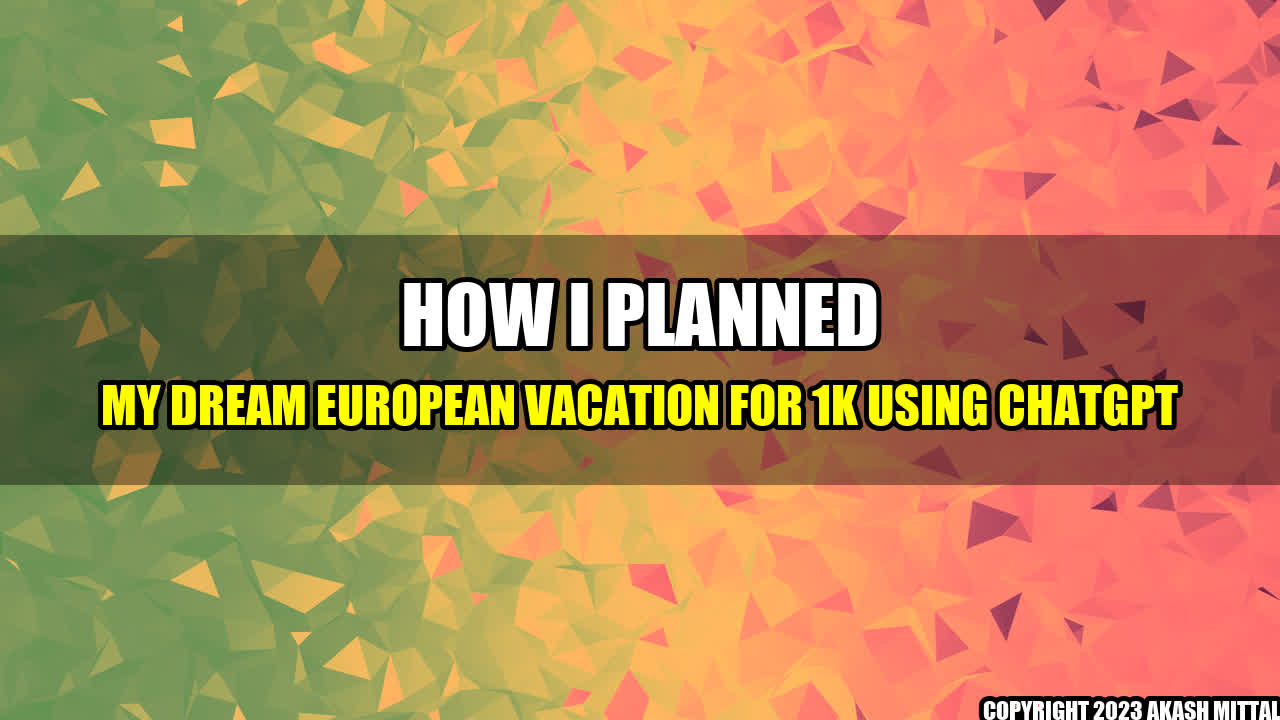 HOW I PLANNED
MY DREAM EUROPEAN VACATION FOR 1K USING CHATGPT
COPYRIGHT 2023 AKASH MITTAL